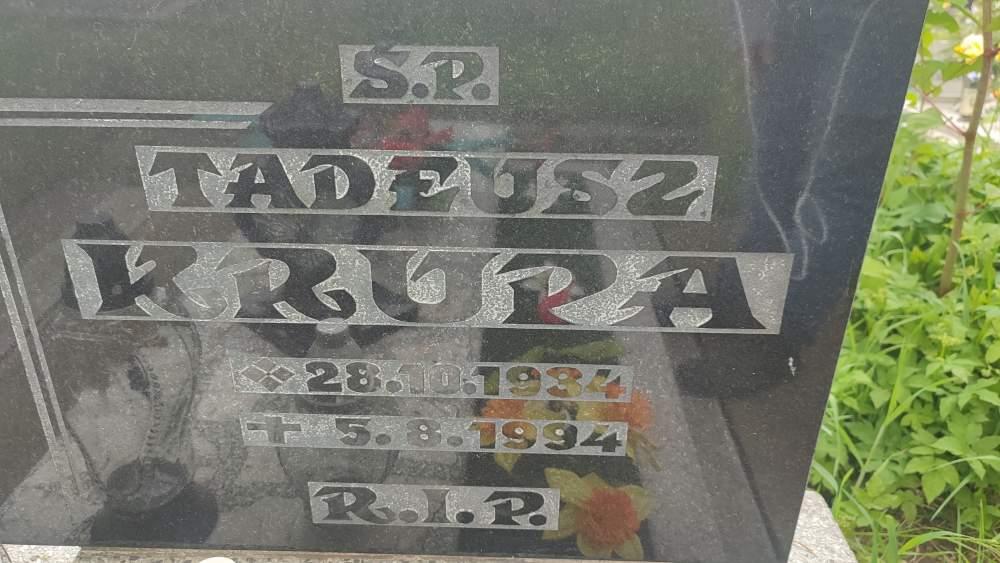 Ś.P.
TADEUSZ
KRUPA
28.10.1934
✝ 5.8.1994
R.I.P.